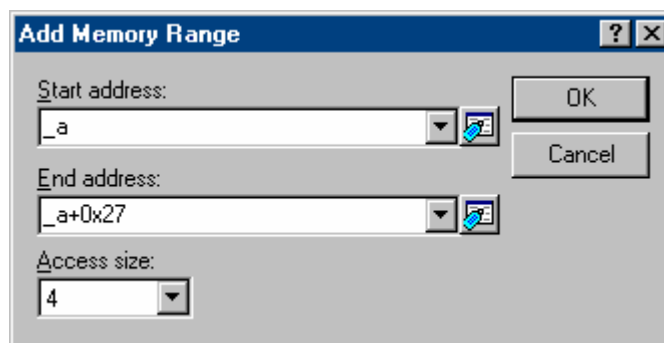 Add Memory Range
Start address:
_a
OK
Cancel
End address:
_a+0x27
Access size:
4